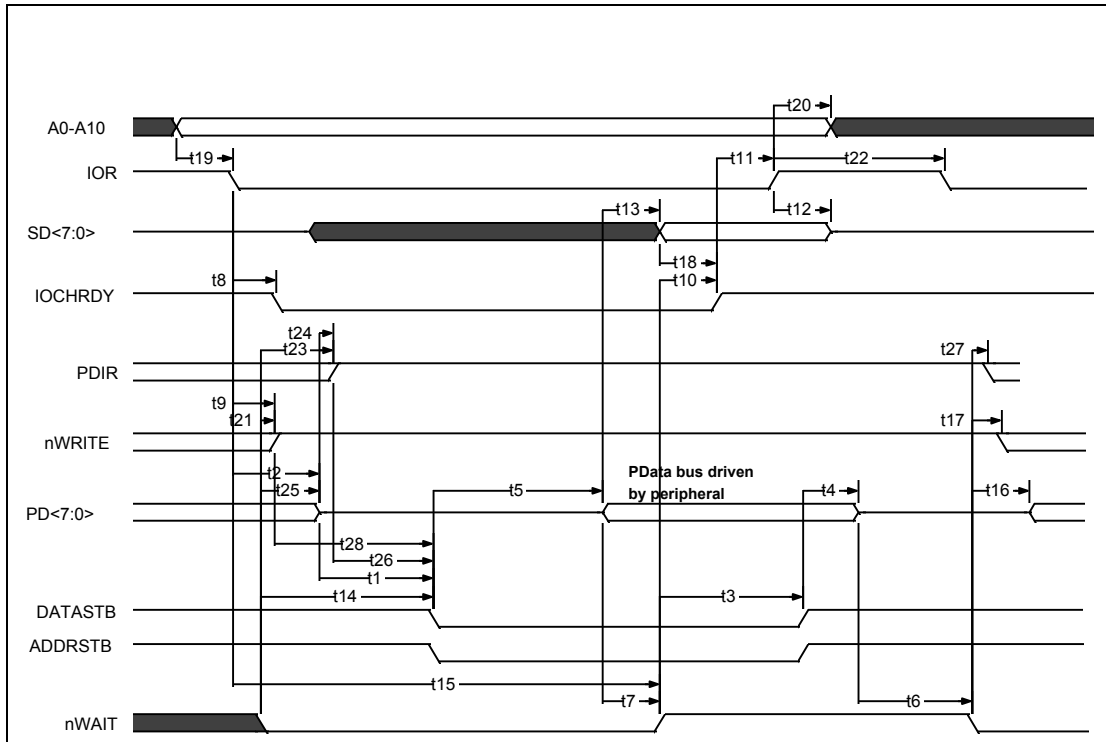 t20
A0-A10
t19
t11
t22
IOR
t13
t12
SD<7:0>
t18
t8
t10
IOCHRDY
t24
t23
t27
PDIR
t9
t21
t17
nWRITE
t2
PData bus driven
t25
t5
by peripheral
t4
t16
PD<7:0>
t28
t26
t1
t14
t3
DATASTB
ADDRSTB
t15
t7
t6
nWAIT